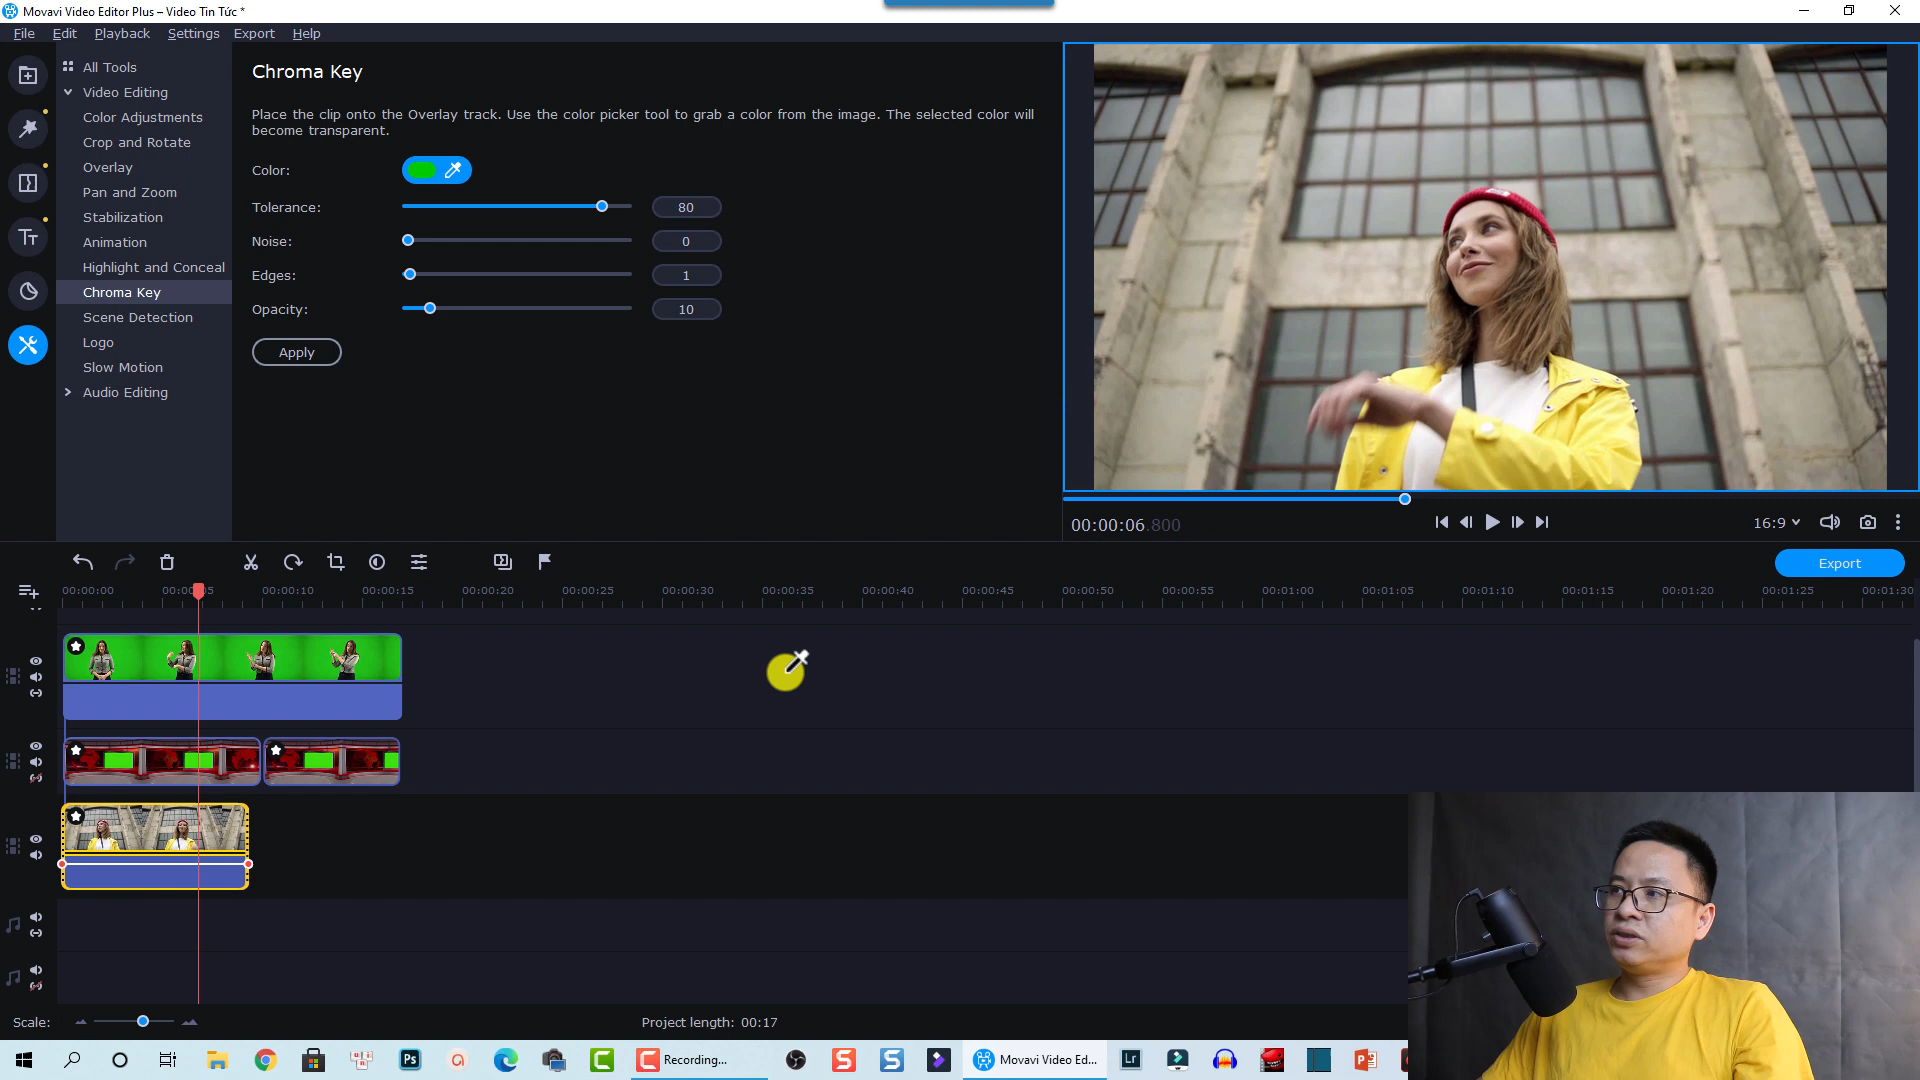 Movavi Video Editor Plus – Video Tin Tức *
File Edit Playback Settings Export Help
All Tools
Video Editing
Color Adjustments
Crop and Rotate
Overlay
Pan and Zoom
Stabilization
Animation
Highlight and Conceal
Chroma Key
Scene Detection
Logo
Slow Motion
Audio Editing
Chroma Key
Place the clip onto the Overlay track. Use the color picker tool to grab a color from the image. The selected color will
become transparent.
Color:
Tolerance: 80
Noise: 0
Edges: 1
Opacity: 10
Apply
00:00:06.800
16:9
Export
00:00:00 00:00:05 00:00:10 00:00:15 00:00:20 00:00:25 00:00:30 00:00:35 00:00:40 00:00:45 00:00:50 00:00:55 00:01:00 00:01:05 00:01:10 00:01:15 00:01:20 00:01:25 00:01:30
Scale:
Project length: 00:17
Ps
Recording...
Movavi Video Ed...
Lr